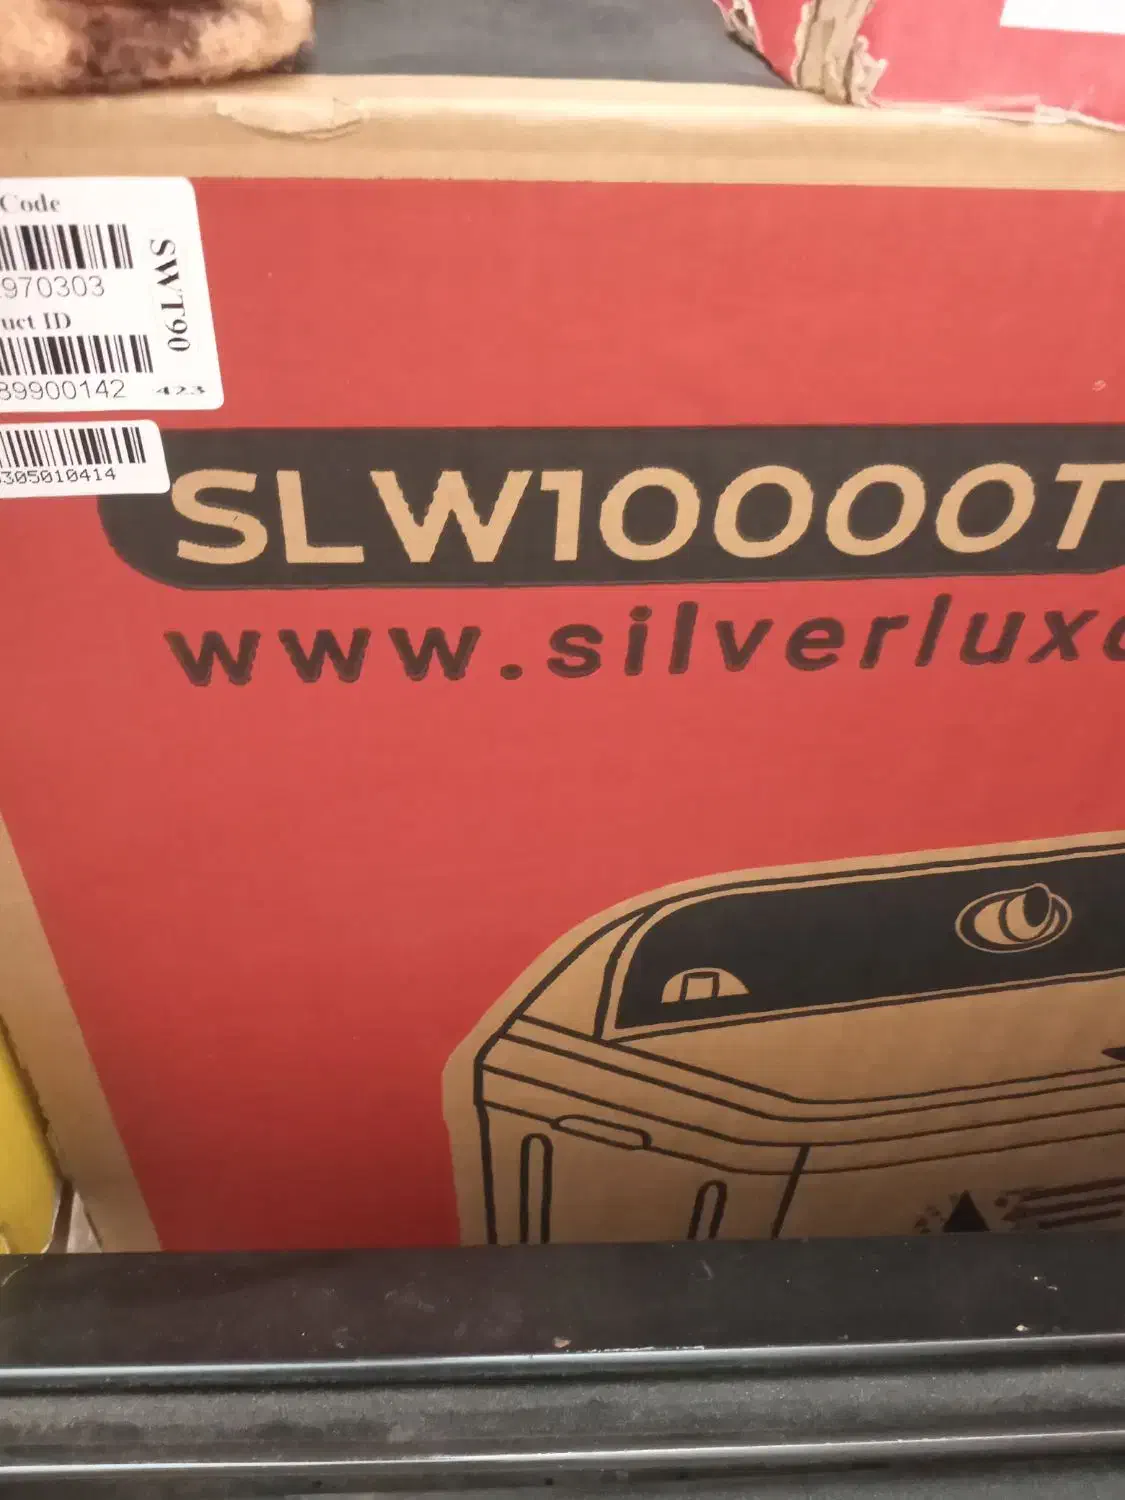 Code
970303
uct ID
89900142
423
SWT90
305010414
SLW10000T
www.silverlux